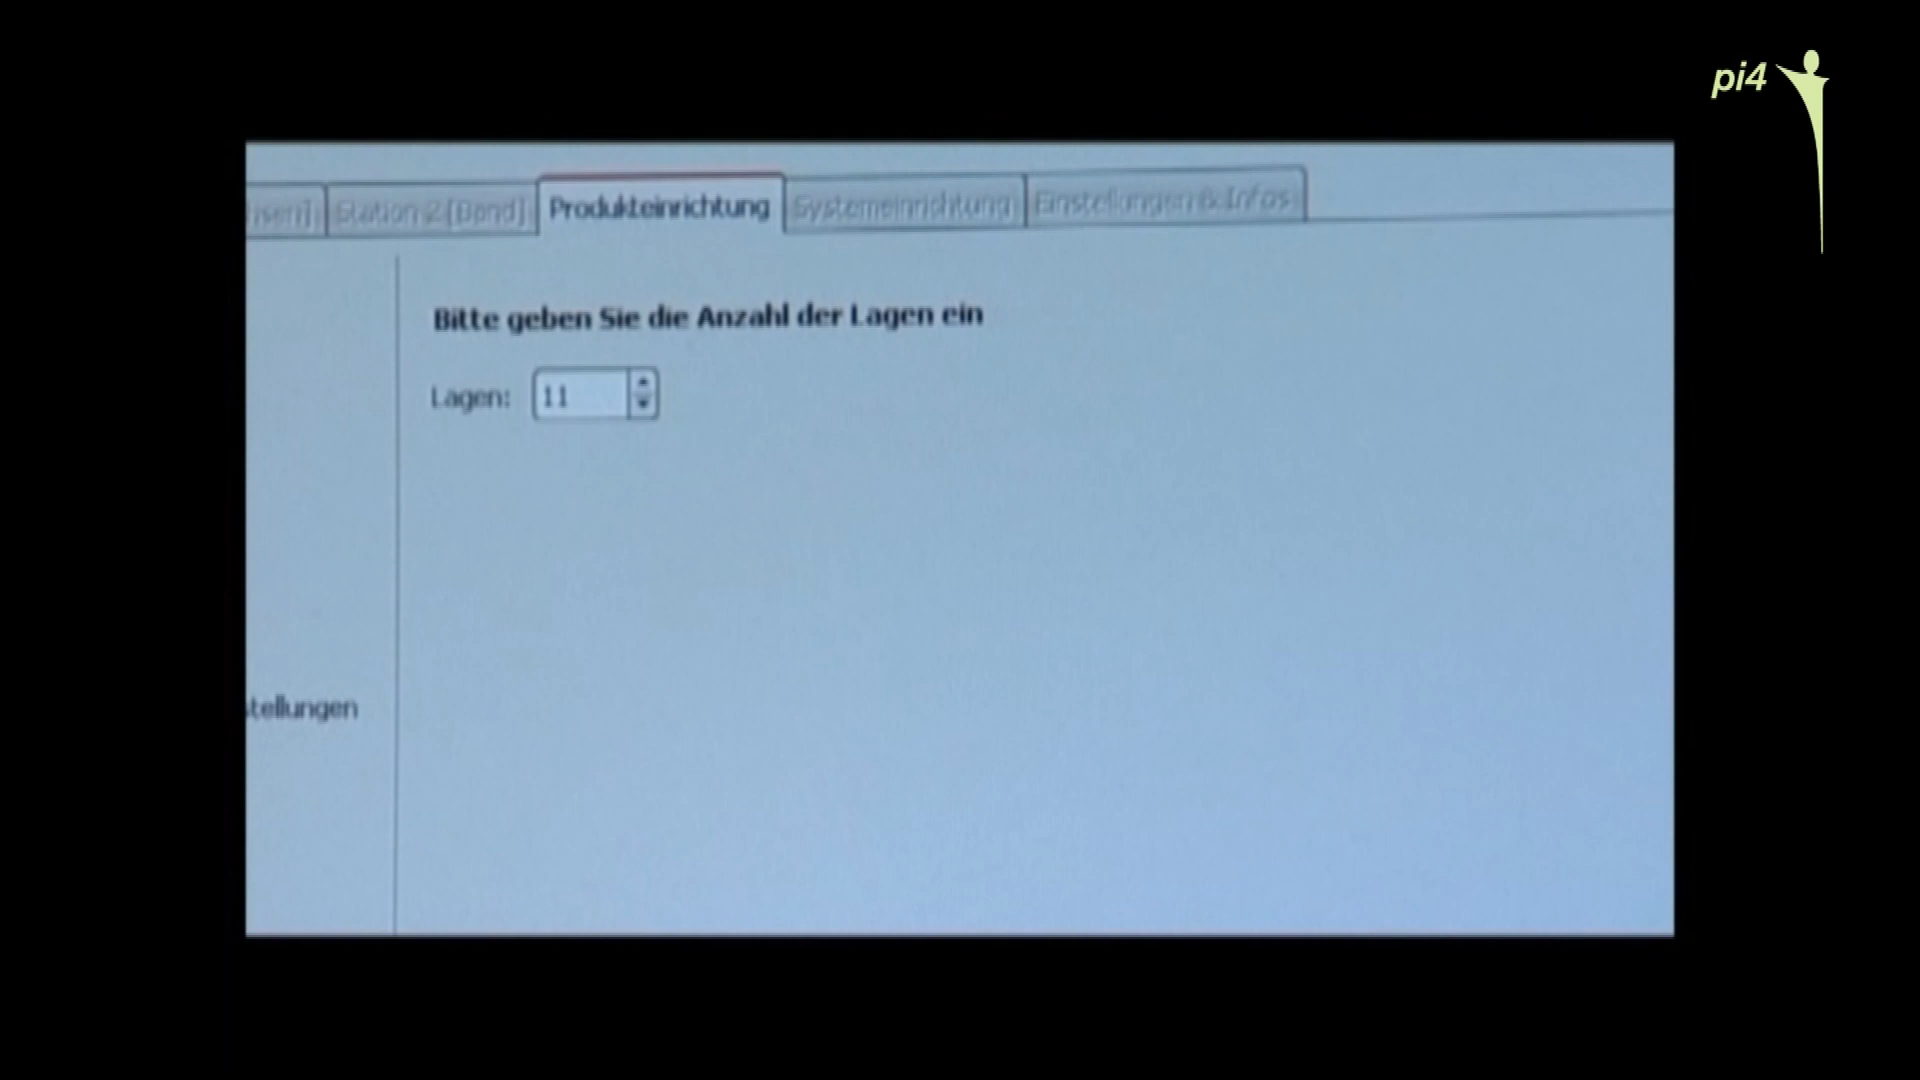 pi4
Station 2 [Band] Produkteinrichtung Systemeinrichtung Einstellungen & Infos
Bitte geben Sie die Anzahl der Lagen ein
Lagen: 11
tellungen